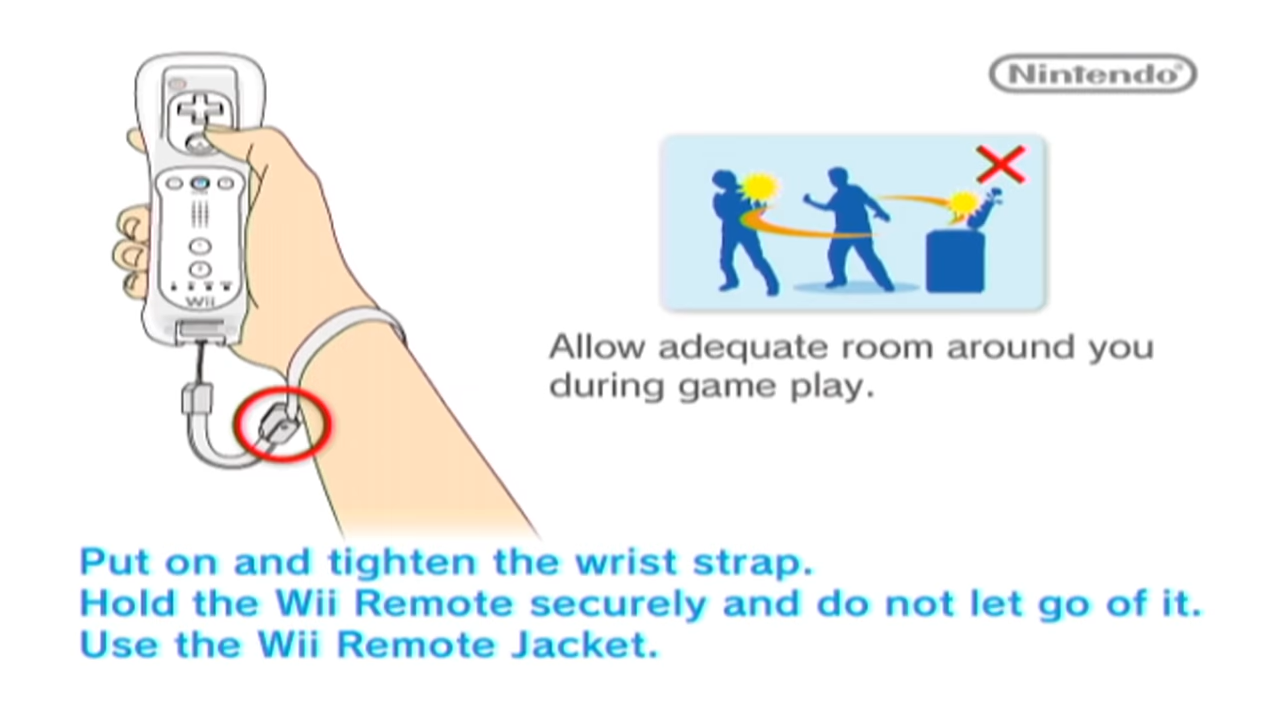 Nintendo®
Wii
Allow adequate room around you
during game play.
Put on and tighten the wrist strap.
Hold the Wii Remote securely and do not let go of it.
Use the Wii Remote Jacket.